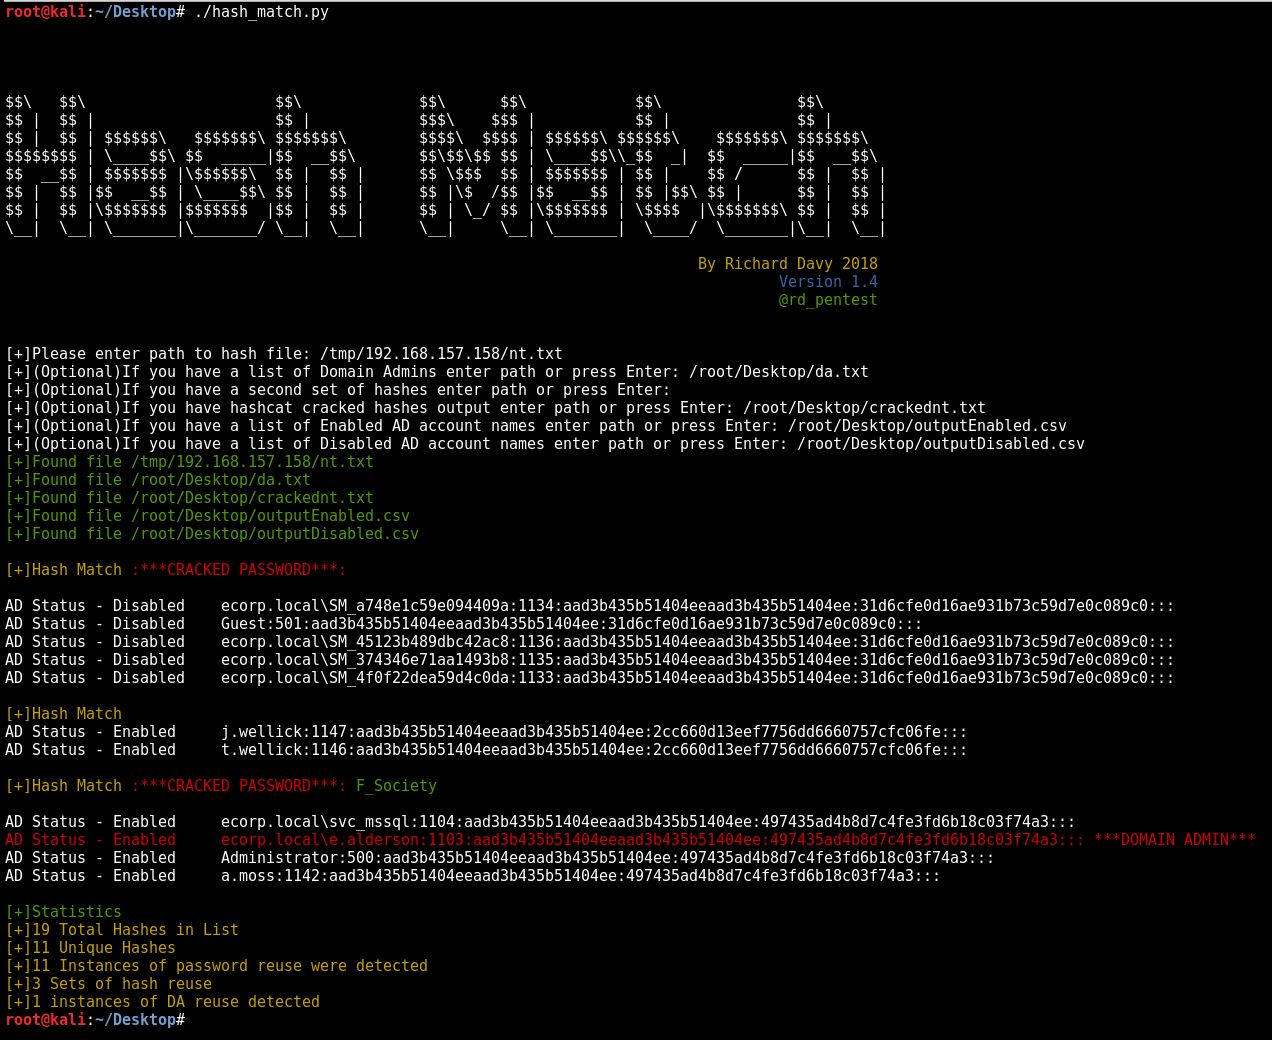 root@kali:~/Desktop# ./hash_match.py
$$\   $$\                     $$\             $$\      $$\            $$\               $$\
$$ |  $$ |                    $$ |            $$$\    $$$ |           $$ |              $$ |
$$ |  $$ | $$$$$$\   $$$$$$$\ $$$$$$$\        $$$$\  $$$$ | $$$$$$\ $$$$$$\    $$$$$$$\ $$$$$$$\
$$$$$$$$ | \____$$\ $$  _____|$$  __$$\       $$\$$\$$ $$ | \____$$\\_$$  _|  $$  _____|$$  __$$\
$$  __$$ | $$$$$$$ |\$$$$$$\  $$ |  $$ |      $$ \$$$  $$ | $$$$$$$ | $$ |    $$ /      $$ |  $$ |
$$ |  $$ |$$  __$$ | \____$$\ $$ |  $$ |      $$ |\$  /$$ |$$  __$$ | $$ |$$\ $$ |      $$ |  $$ |
$$ |  $$ |\$$$$$$$ |$$$$$$$  |$$ |  $$ |      $$ | \_/ $$ |\$$$$$$$ | \$$$$  |\$$$$$$$\ $$ |  $$ |
\__|  \__| \_______|\_______/ \__|  \__|      \__|     \__| \_______|  \____/  \_______|\__|  \__|
By Richard Davy 2018
Version 1.4
@rd_pentest
[+]Please enter path to hash file: /tmp/192.168.157.158/nt.txt
[+](Optional)If you have a list of Domain Admins enter path or press Enter: /root/Desktop/da.txt
[+](Optional)If you have a second set of hashes enter path or press Enter:
[+](Optional)If you have hashcat cracked hashes output enter path or press Enter: /root/Desktop/crackednt.txt
[+](Optional)If you have a list of Enabled AD account names enter path or press Enter: /root/Desktop/outputEnabled.csv
[+](Optional)If you have a list of Disabled AD account names enter path or press Enter: /root/Desktop/outputDisabled.csv
[+]Found file /tmp/192.168.157.158/nt.txt
[+]Found file /root/Desktop/da.txt
[+]Found file /root/Desktop/crackednt.txt
[+]Found file /root/Desktop/outputEnabled.csv
[+]Found file /root/Desktop/outputDisabled.csv
[+]Hash Match :***CRACKED PASSWORD***:
AD Status - Disabled    ecorp.local\SM_a748e1c59e094409a:1134:aad3b435b51404eeaad3b435b51404ee:31d6cfe0d16ae931b73c59d7e0c089c0:::
AD Status - Disabled    Guest:501:aad3b435b51404eeaad3b435b51404ee:31d6cfe0d16ae931b73c59d7e0c089c0:::
AD Status - Disabled    ecorp.local\SM_45123b489dbc42ac8:1136:aad3b435b51404eeaad3b435b51404ee:31d6cfe0d16ae931b73c59d7e0c089c0:::
AD Status - Disabled    ecorp.local\SM_374346e71aa1493b8:1135:aad3b435b51404eeaad3b435b51404ee:31d6cfe0d16ae931b73c59d7e0c089c0:::
AD Status - Disabled    ecorp.local\SM_4f0f22dea59d4c0da:1133:aad3b435b51404eeaad3b435b51404ee:31d6cfe0d16ae931b73c59d7e0c089c0:::
[+]Hash Match
AD Status - Enabled     j.wellick:1147:aad3b435b51404eeaad3b435b51404ee:2cc660d13eef7756dd6660757cfc06fe:::
AD Status - Enabled     t.wellick:1146:aad3b435b51404eeaad3b435b51404ee:2cc660d13eef7756dd6660757cfc06fe:::
[+]Hash Match :***CRACKED PASSWORD***: F_Society
AD Status - Enabled     ecorp.local\svc_mssql:1104:aad3b435b51404eeaad3b435b51404ee:497435ad4b8d7c4fe3fd6b18c03f74a3:::
AD Status - Enabled     ecorp.local\e.alderson:1103:aad3b435b51404eeaad3b435b51404ee:497435ad4b8d7c4fe3fd6b18c03f74a3::: ***DOMAIN ADMIN***
AD Status - Enabled     Administrator:500:aad3b435b51404eeaad3b435b51404ee:497435ad4b8d7c4fe3fd6b18c03f74a3:::
AD Status - Enabled     a.moss:1142:aad3b435b51404eeaad3b435b51404ee:497435ad4b8d7c4fe3fd6b18c03f74a3:::
[+]Statistics
[+]19 Total Hashes in List
[+]11 Unique Hashes
[+]11 Instances of password reuse were detected
[+]3 Sets of hash reuse
[+]1 instances of DA reuse detected
root@kali:~/Desktop#